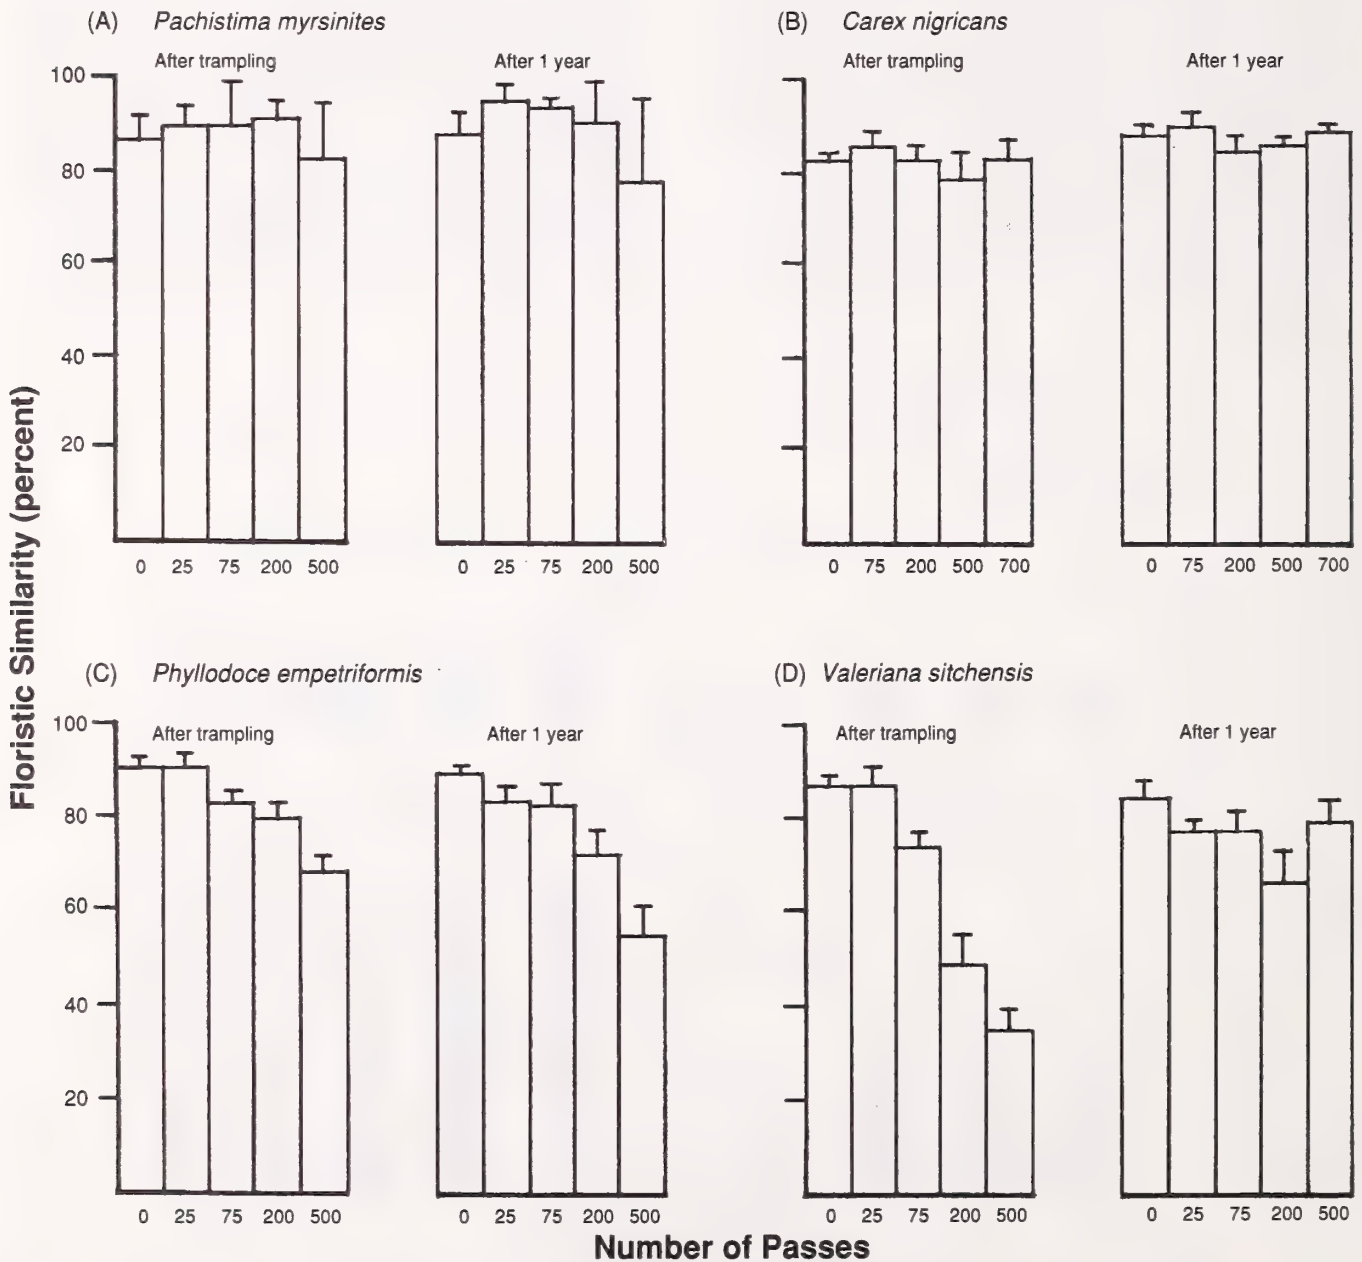 (A) Pachistima myrsinites
After trampling
After 1 year
100
80
60
40
20
0 25 75 200 500
0 25 75 200 500
(B) Carex nigricans
After trampling
After 1 year
0 75 200 500 700
0 75 200 500 700
Floristic Similarity (percent)
(C) Phyllodoce empetriformis
After trampling
After 1 year
100
80
60
40
20
0 25 75 200 500
0 25 75 200 500
(D) Valeriana sitchensis
After trampling
After 1 year
0 25 75 200 500
0 25 75 200 500
Number of Passes